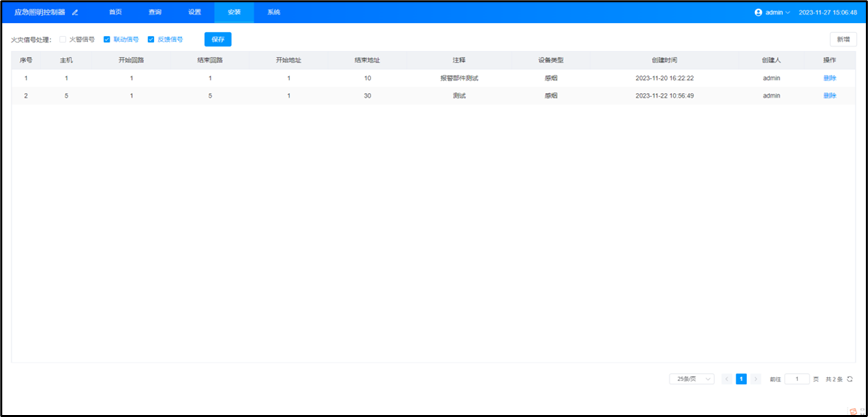 应急照明控制器 首页 查询 设置 安装 系统 admin 2023-11-27 15:06:48
火灾信号处理: 火警信号 联动信号 反馈信号 保存 新增
序号 主机 开始回路 结束回路 开始地址 结束地址 注释 设备类型 创建时间 创建人 操作
1 1 1 1 1 10 报警部件测试 感烟 2023-11-20 16:22:22 admin 删除
2 5 1 5 1 30 测试 感烟 2023-11-22 10:56:49 admin 删除
25条/页 1 前往 1 页 共 2 条